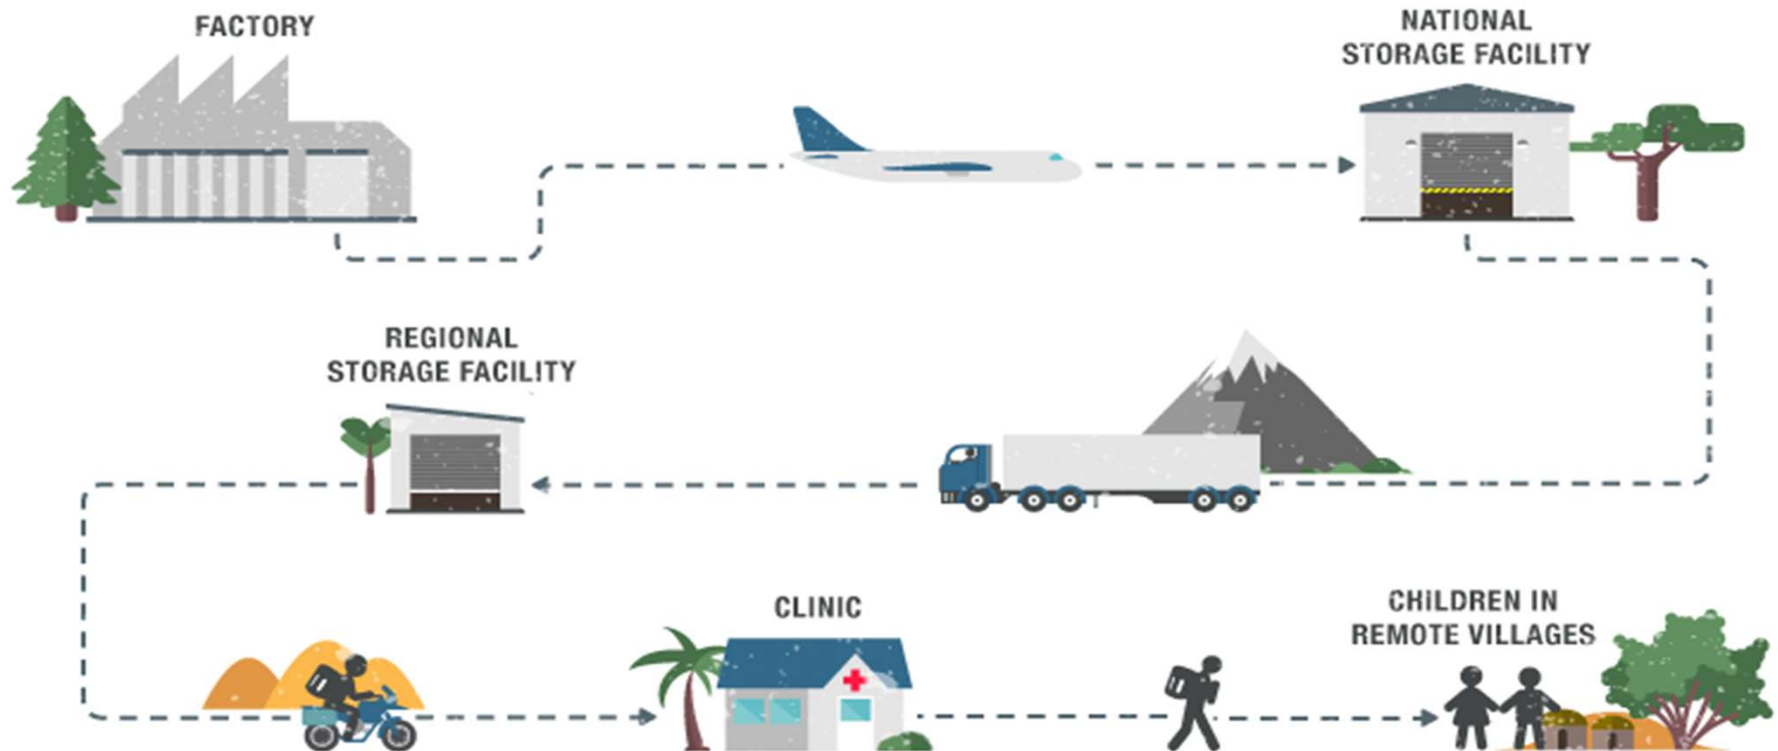 FACTORY
NATIONAL
STORAGE FACILITY
REGIONAL
STORAGE FACILITY
CLINIC
CHILDREN IN
REMOTE VILLAGES